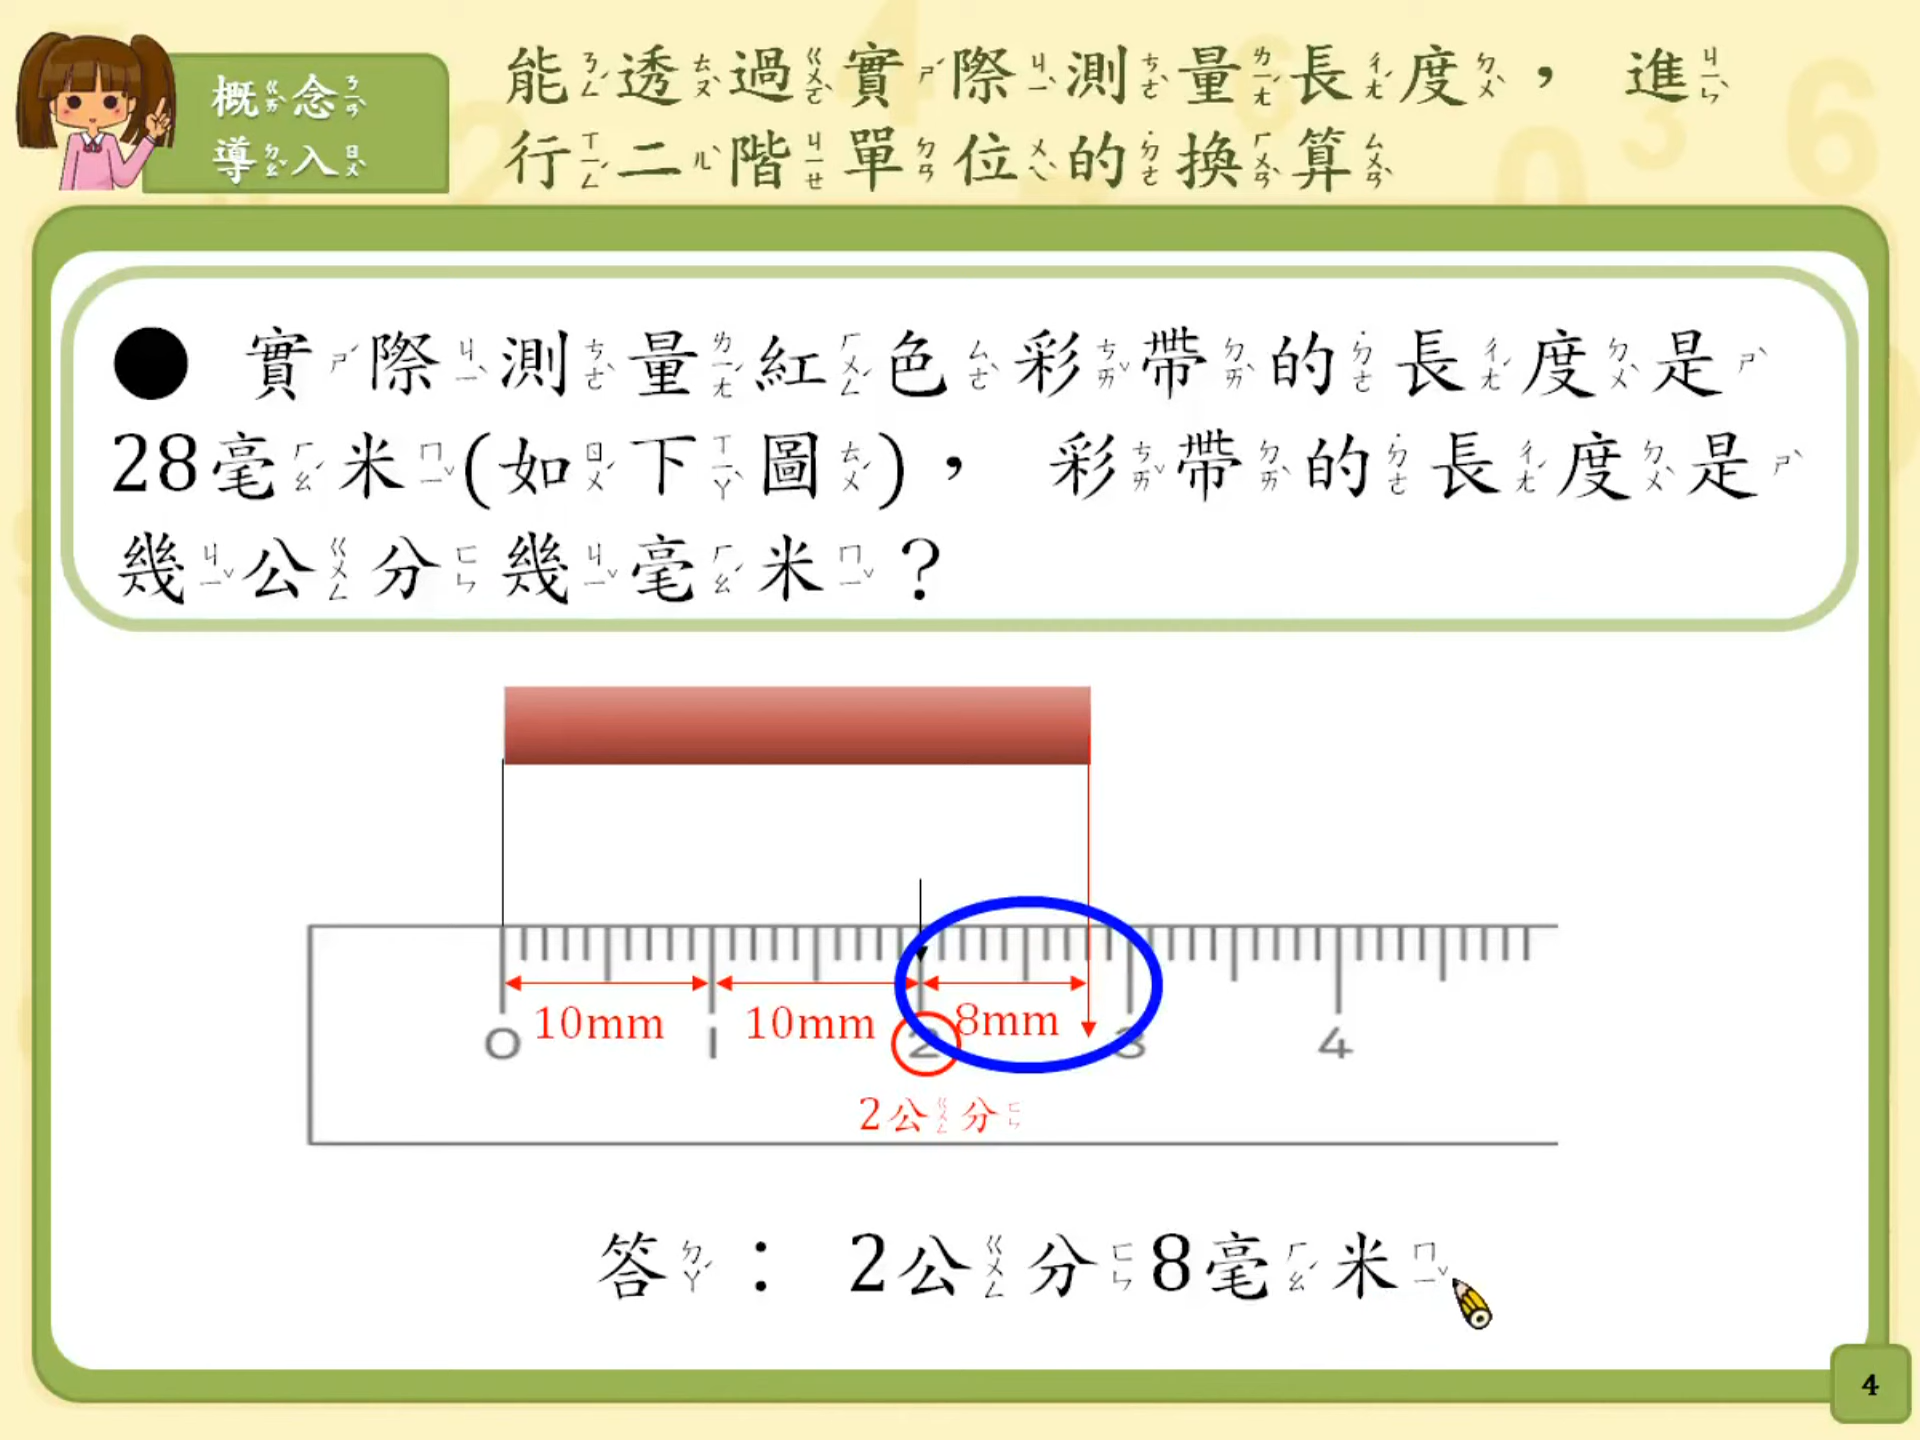 概念
導入
能透過實際測量長度，進
行二階單位的換算
● 實際測量紅色彩帶的長度是
28毫米(如下圖)，彩帶的長度是
幾公分幾毫米？
10mm 10mm 8mm
0 1 2 3 4
2公分
答：2公分8毫米
4